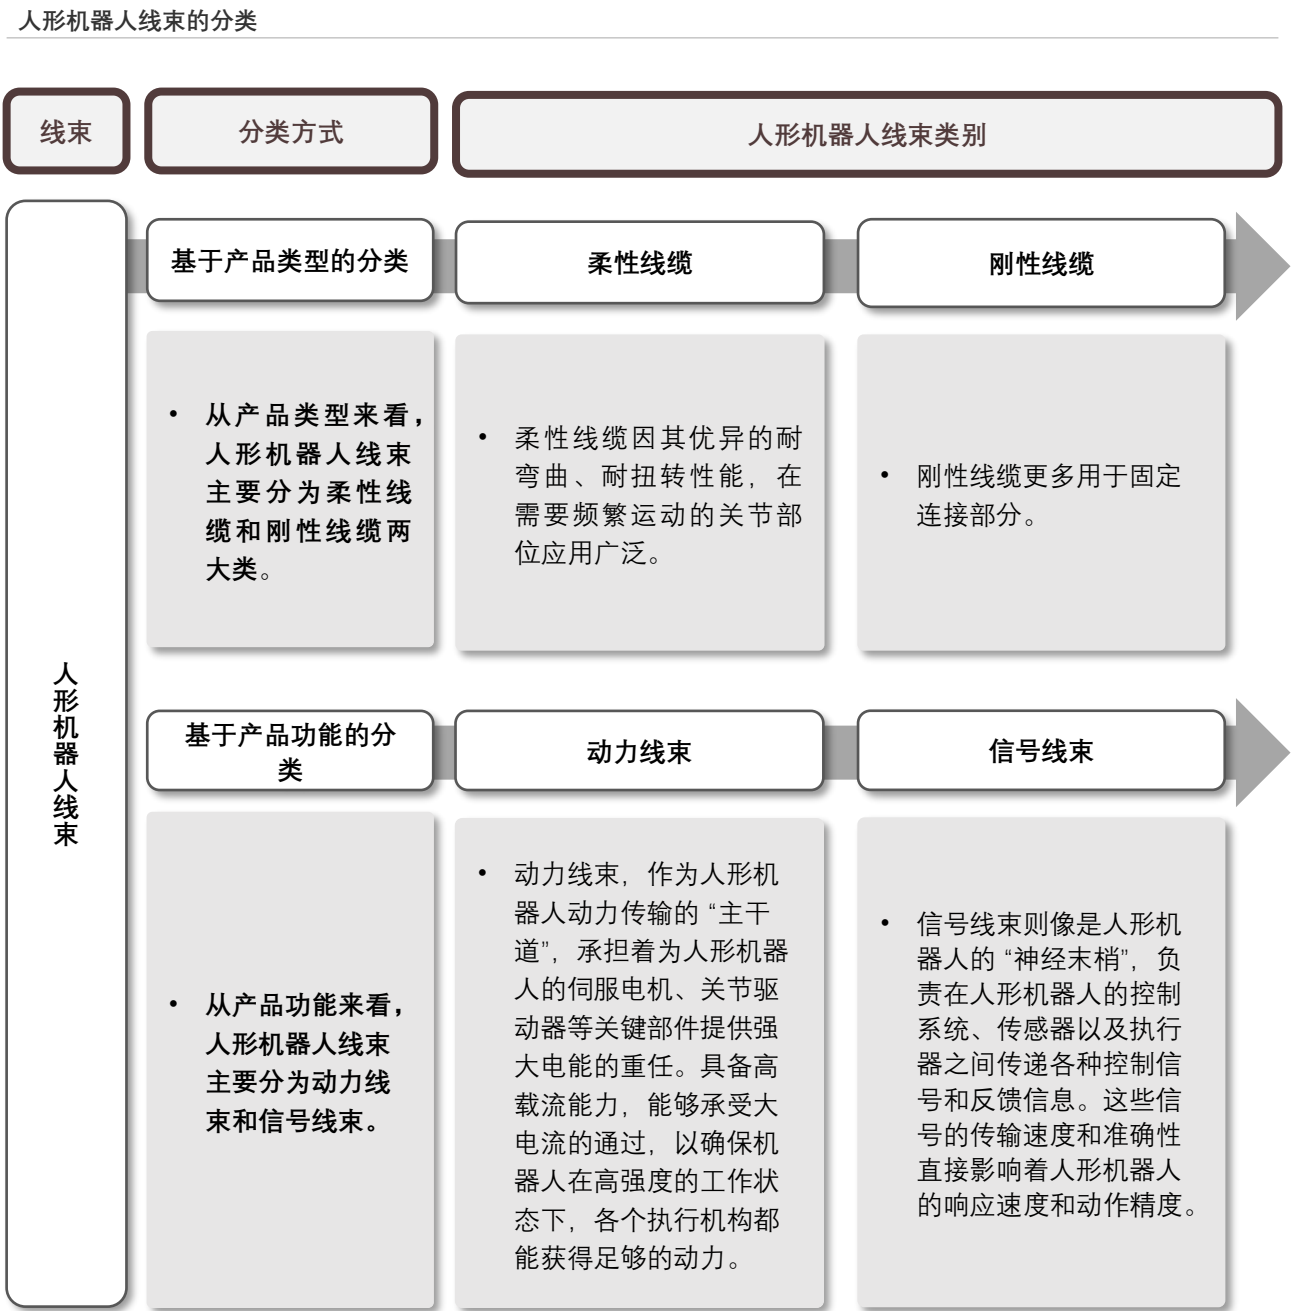 人形机器人线束的分类
线束
分类方式
人形机器人线束类别
人形机器人线束
基于产品类型的分类
柔性线缆
刚性线缆
• 从产品类型来看，
人形机器人线束
主要分为柔性线
缆和刚性线缆两
大类。
• 柔性线缆因其优异的耐
弯曲、耐扭转性能，在
需要频繁运动的关节部
位应用广泛。
• 刚性线缆更多用于固定
连接部分。
基于产品功能的分
类
动力线束
信号线束
• 从产品功能来看，
人形机器人线束
主要分为动力线
束和信号线束。
• 动力线束，作为人形机
器人动力传输的 “主干
道”，承担着为人形机器
人的伺服电机、关节驱
动器等关键部件提供强
大电能的重任。具备高
载流能力，能够承受大
电流的通过，以确保机
器人在高强度的工作状
态下，各个执行机构都
能获得足够的动力。
• 信号线束则像是人形机
器人的 “神经末梢”，负
责在人形机器人的控制
系统、传感器以及执行
器之间传递各种控制信
号和反馈信息。这些信
号的传输速度和准确性
直接影响着人形机器人
的响应速度和动作精度。